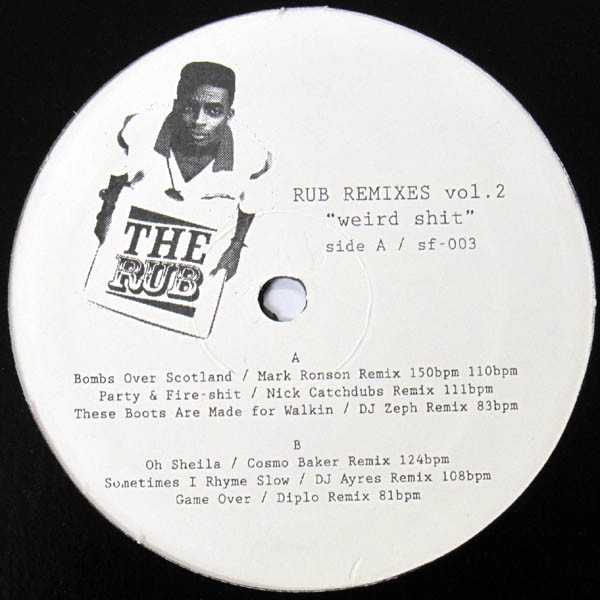 THE
RUB
RUB REMIXES vol.2
"weird shit"
side A / sf-003
A
Bombs Over Scotland / Mark Ronson Remix 150bpm 110bpm
Party & Fire-shit / Nick Catchdubs Remix 111bpm
These Boots Are Made for Walkin / DJ Zeph Remix 83bpm
B
Oh Sheila / Cosmo Baker Remix 124bpm
Sometimes I Rhyme Slow / DJ Ayres Remix 108bpm
Game Over / Diplo Remix 81bpm